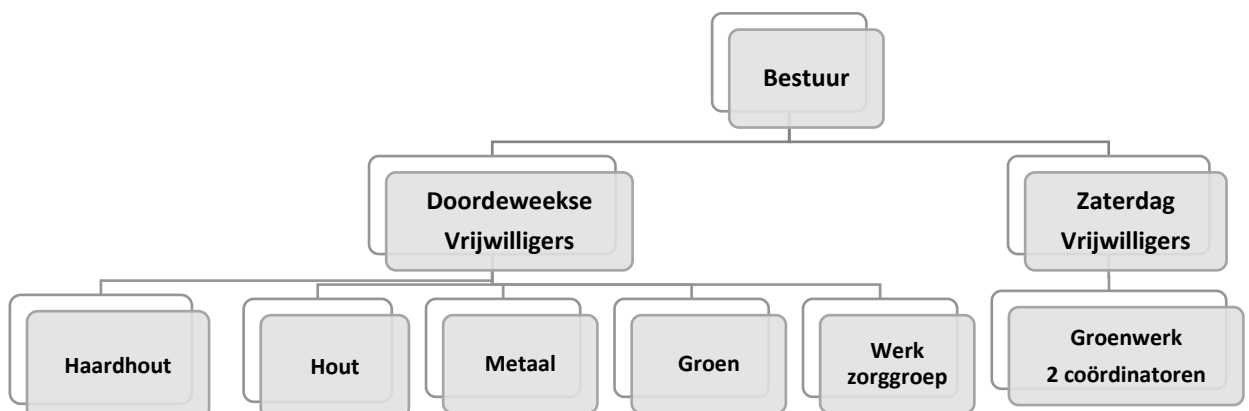 Bestuur
Doordeweekse
Vrijwilligers
Zaterdag
Vrijwilligers
Haardhout
Hout
Metaal
Groen
Werk
zorggroep
Groenwerk
2 coördinatoren